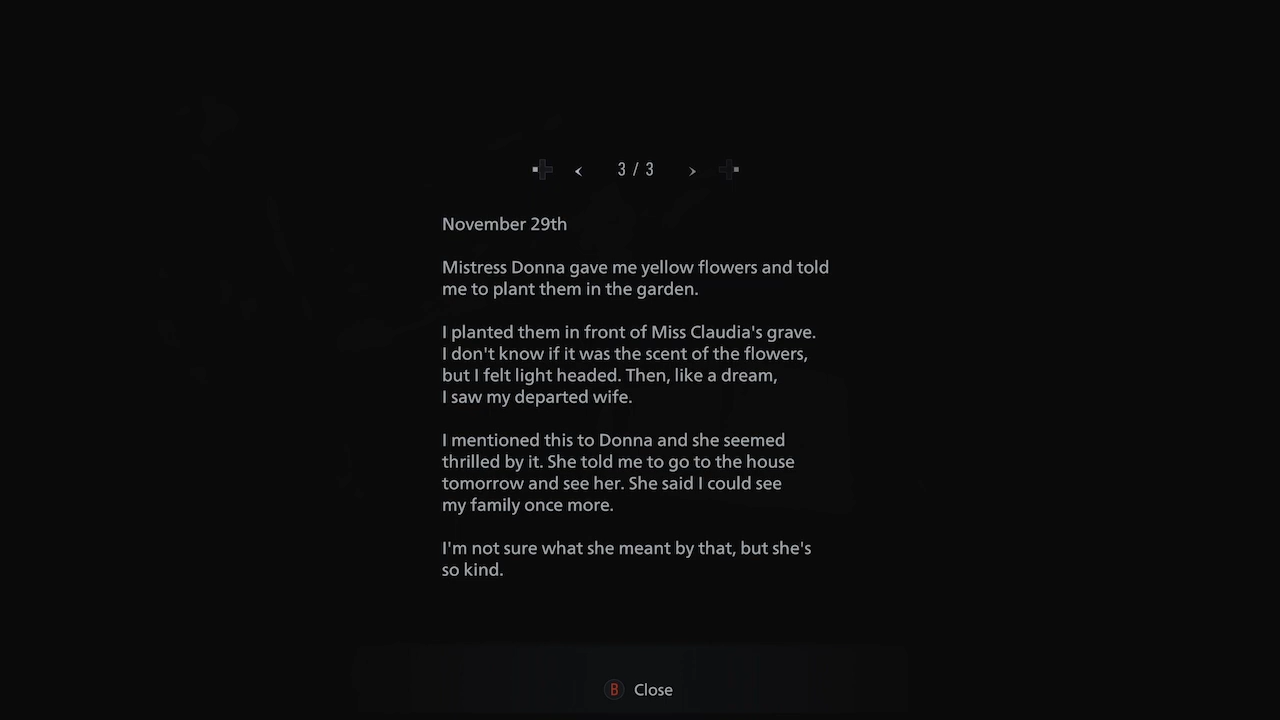 3 / 3
November 29th
Mistress Donna gave me yellow flowers and told
me to plant them in the garden.
I planted them in front of Miss Claudia's grave.
I don't know if it was the scent of the flowers,
but I felt light headed. Then, like a dream,
I saw my departed wife.
I mentioned this to Donna and she seemed
thrilled by it. She told me to go to the house
tomorrow and see her. She said I could see
my family once more.
I'm not sure what she meant by that, but she's
so kind.
B Close